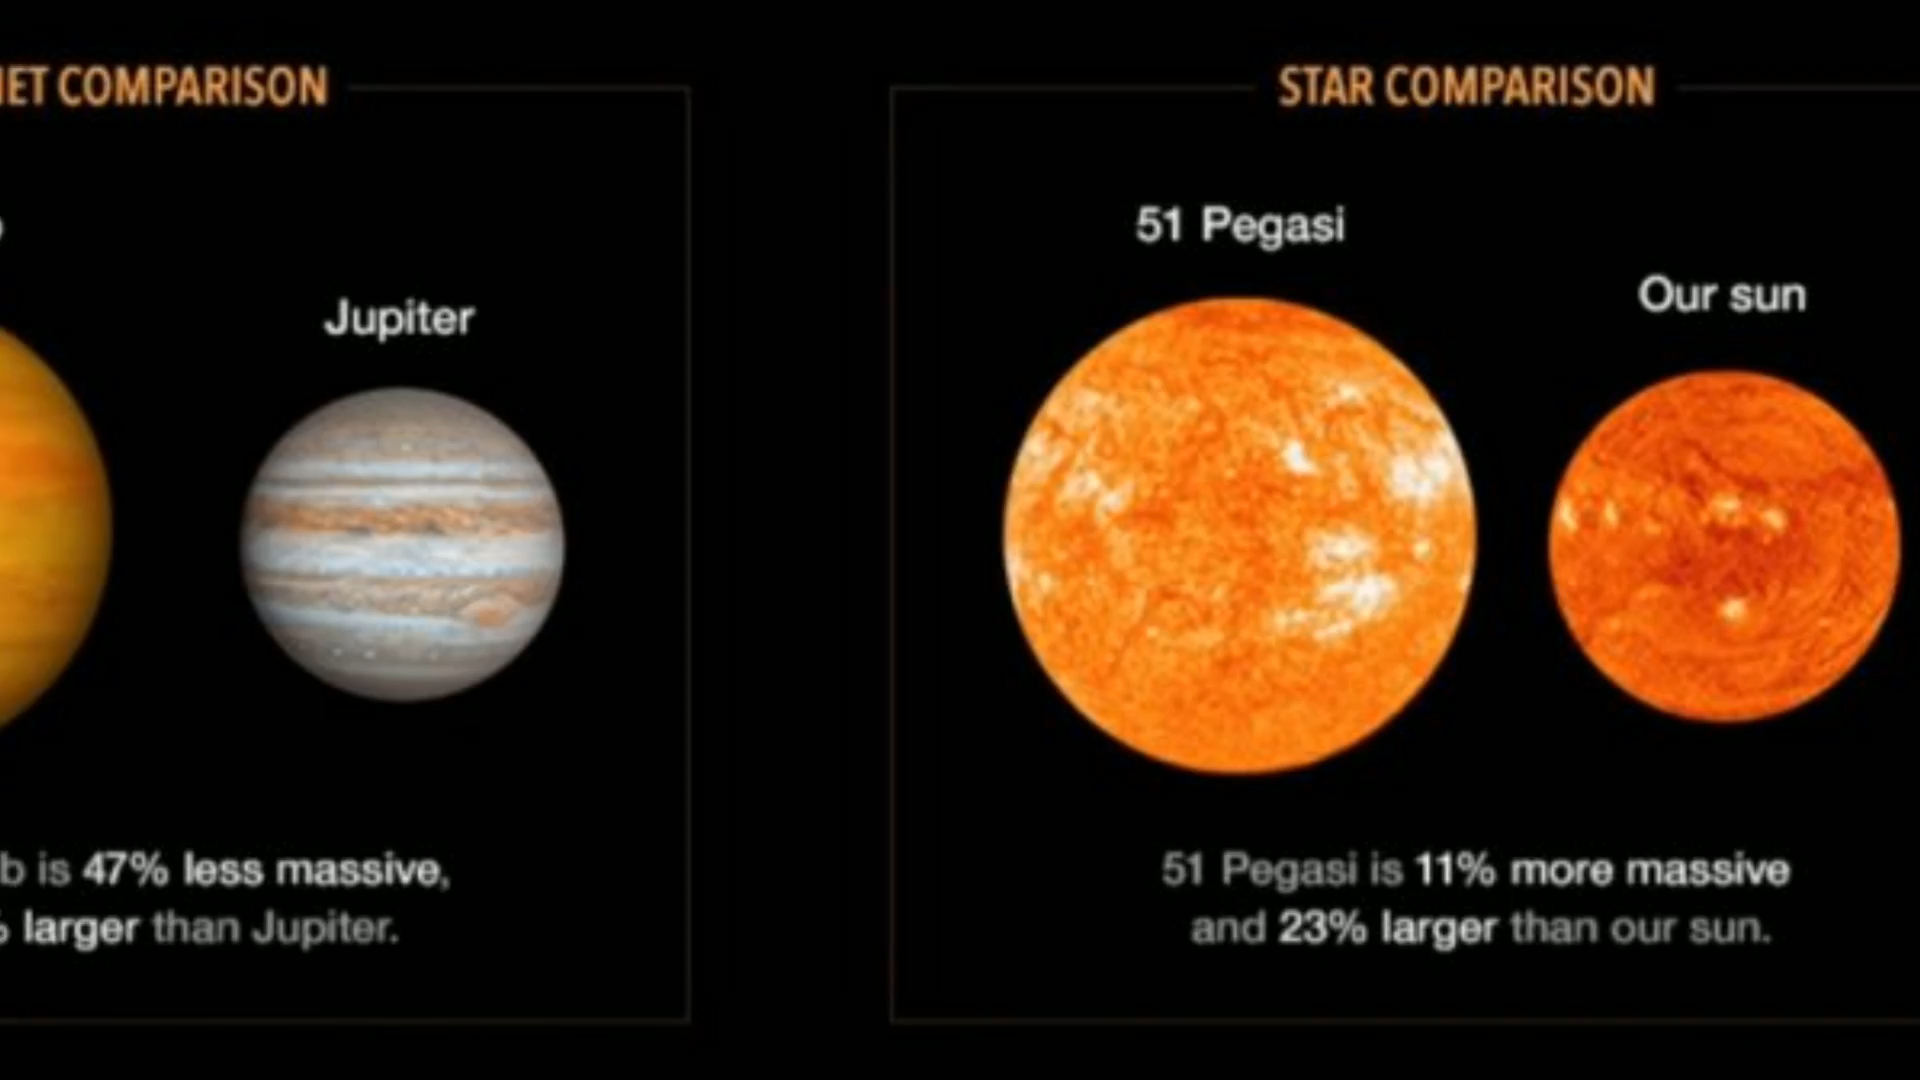 COMPARISON
Jupiter
b is 47% less massive,
% larger than Jupiter.
STAR COMPARISON
51 Pegasi
Our sun
51 Pegasi is 11% more massive
and 23% larger than our sun.